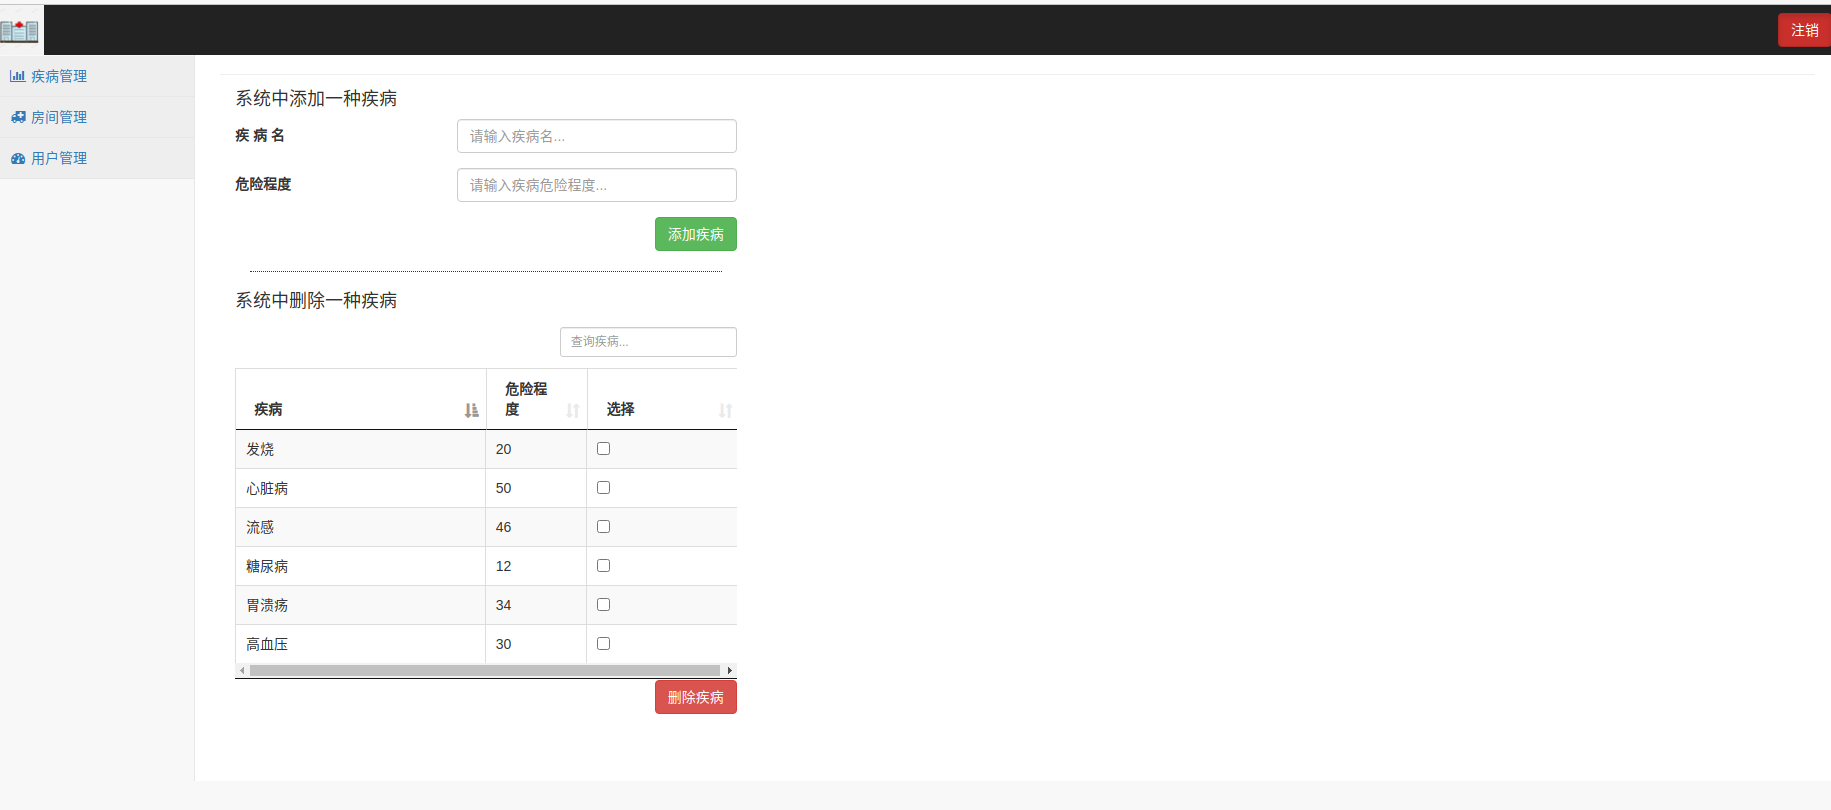 注销
疾病管理
房间管理
用户管理
系统中添加一种疾病
疾 病 名
请输入疾病名...
危险程度
请输入疾病危险程度...
添加疾病
系统中删除一种疾病
查询疾病...
疾病 危险程度 选择
发烧 20
心脏病 50
流感 46
糖尿病 12
胃溃疡 34
高血压 30
删除疾病